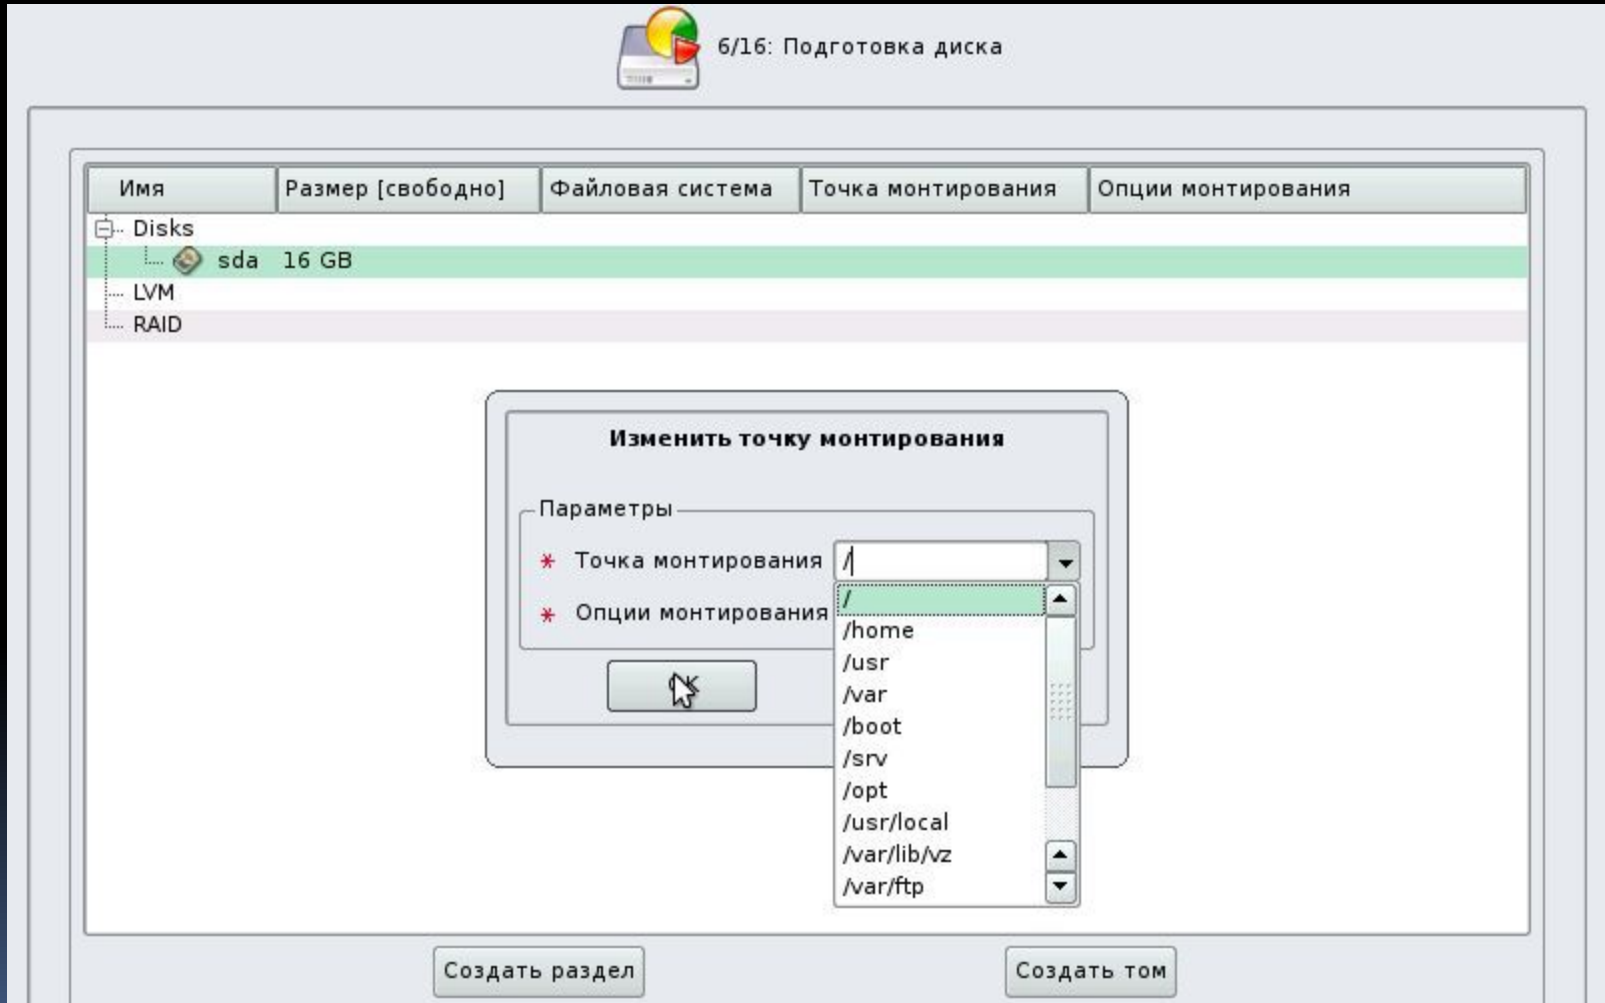 6/16: Подготовка диска
Имя Размер [свободно] Файловая система Точка монтирования Опции монтирования
Disks
sda 16 GB
LVM
RAID
Изменить точку монтирования
Параметры
* Точка монтирования /
/
* Опции монтирования
/home
/usr
/var
/boot
/srv
/opt
/usr/local
/var/lib/vz
/var/ftp
Создать раздел Создать том